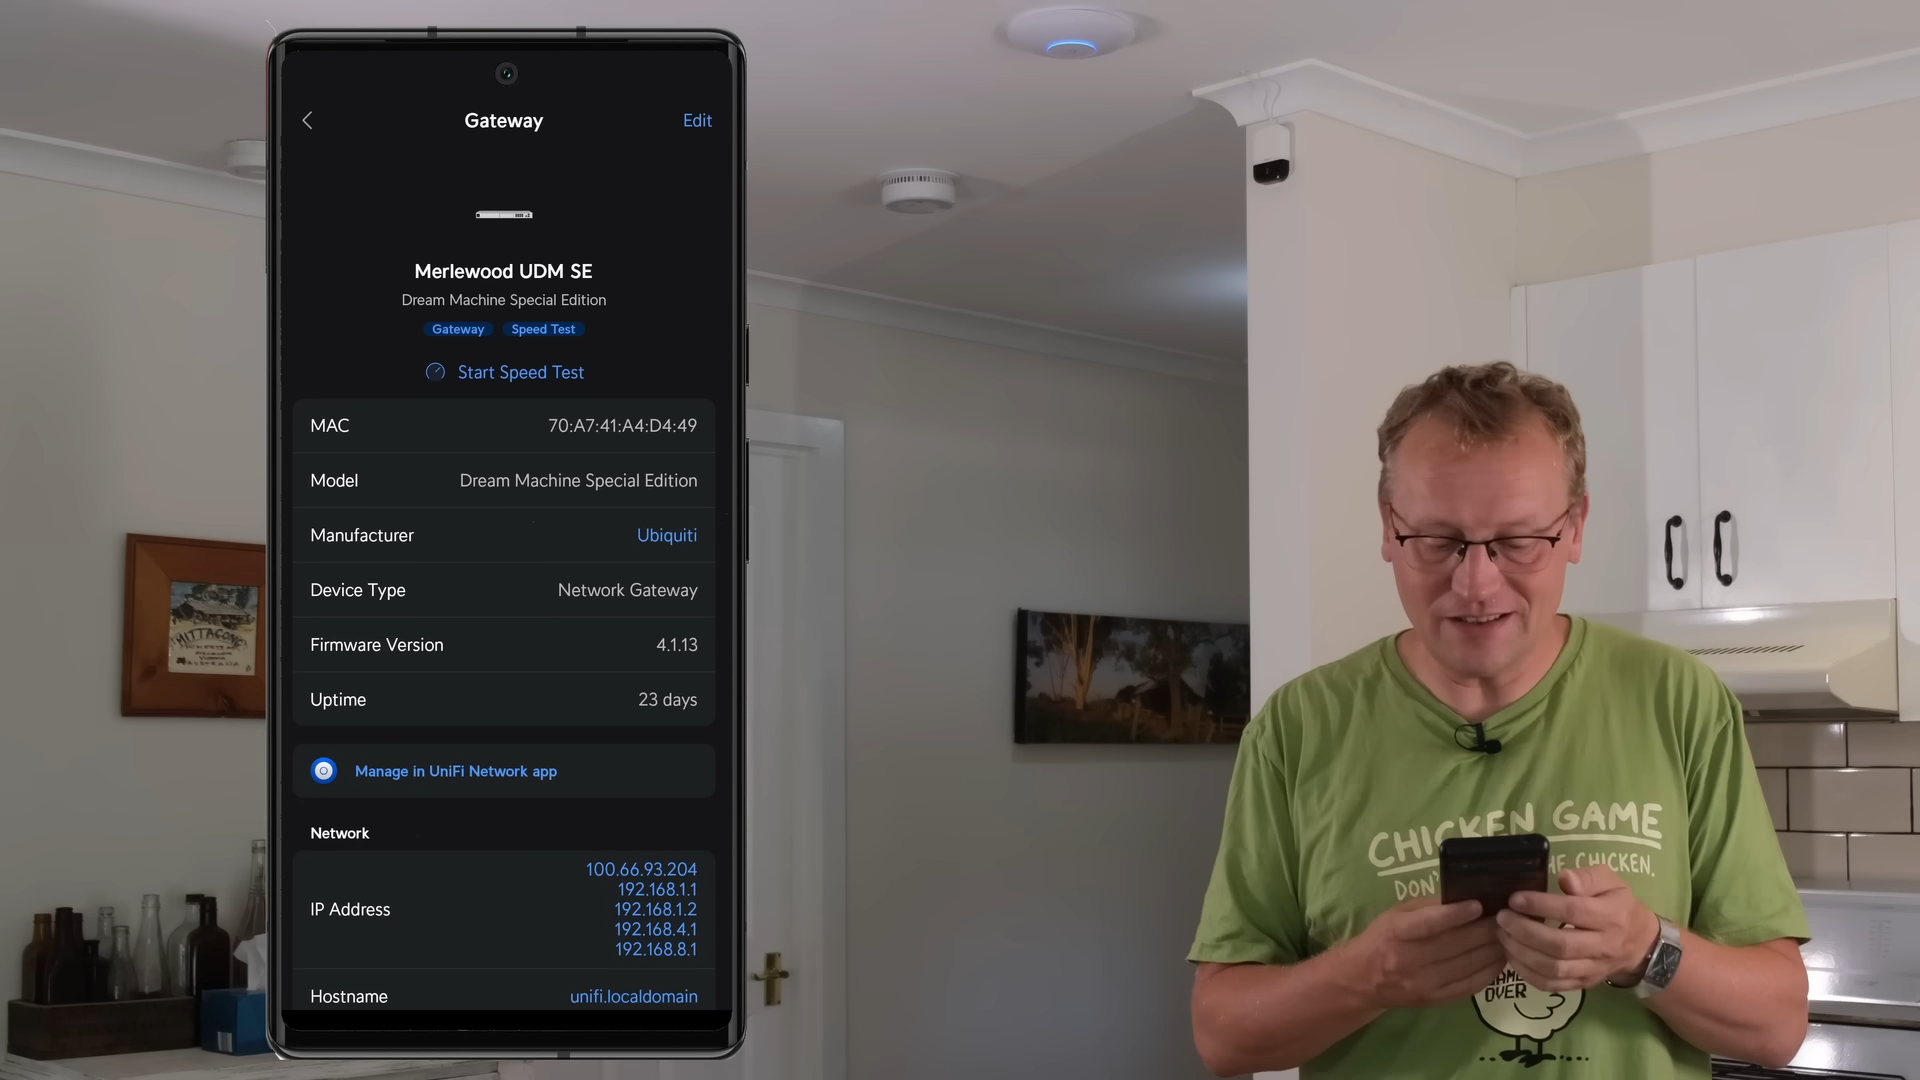 Gateway
Edit
Merlewood UDM SE
Dream Machine Special Edition
Gateway Speed Test
Start Speed Test
MAC 70:A7:41:A4:D4:49
Model Dream Machine Special Edition
Manufacturer Ubiquiti
Device Type Network Gateway
Firmware Version 4.1.13
Uptime 23 days
Manage in UniFi Network app
Network
IP Address
100.66.93.204
192.168.1.1
192.168.1.2
192.168.4.1
192.168.8.1
Hostname unifi.localdomain
CHICKEN GAME
DON' HE CHICKEN.
GAME
OVER